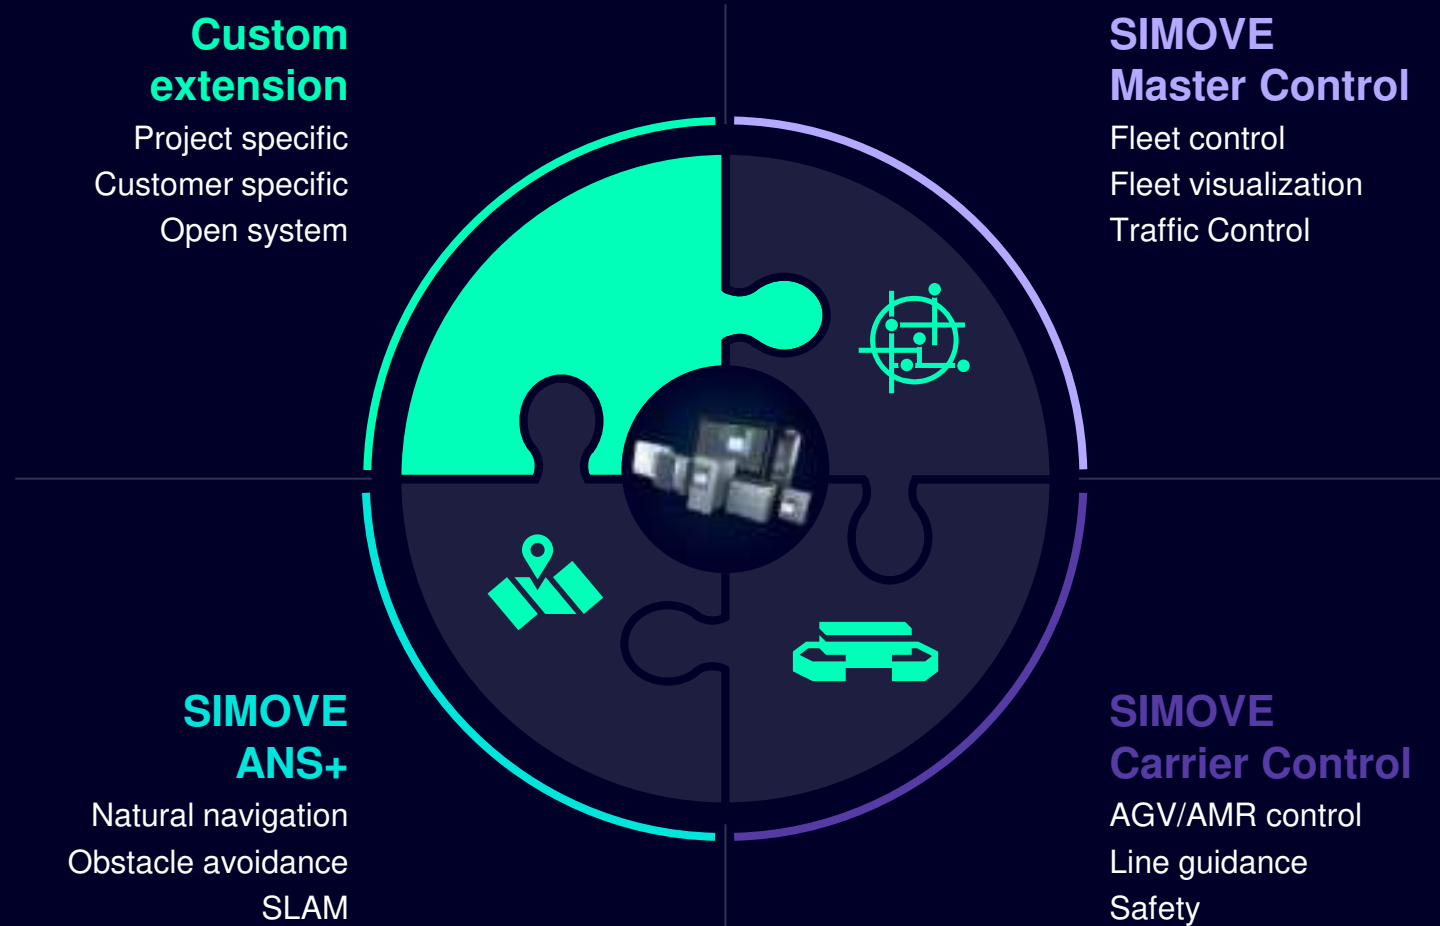 Custom
extension
Project specific
Customer specific
Open system
SIMOVE
Master Control
Fleet control
Fleet visualization
Traffic Control
SIMOVE
ANS+
Natural navigation
Obstacle avoidance
SLAM
SIMOVE
Carrier Control
AGV/AMR control
Line guidance
Safety